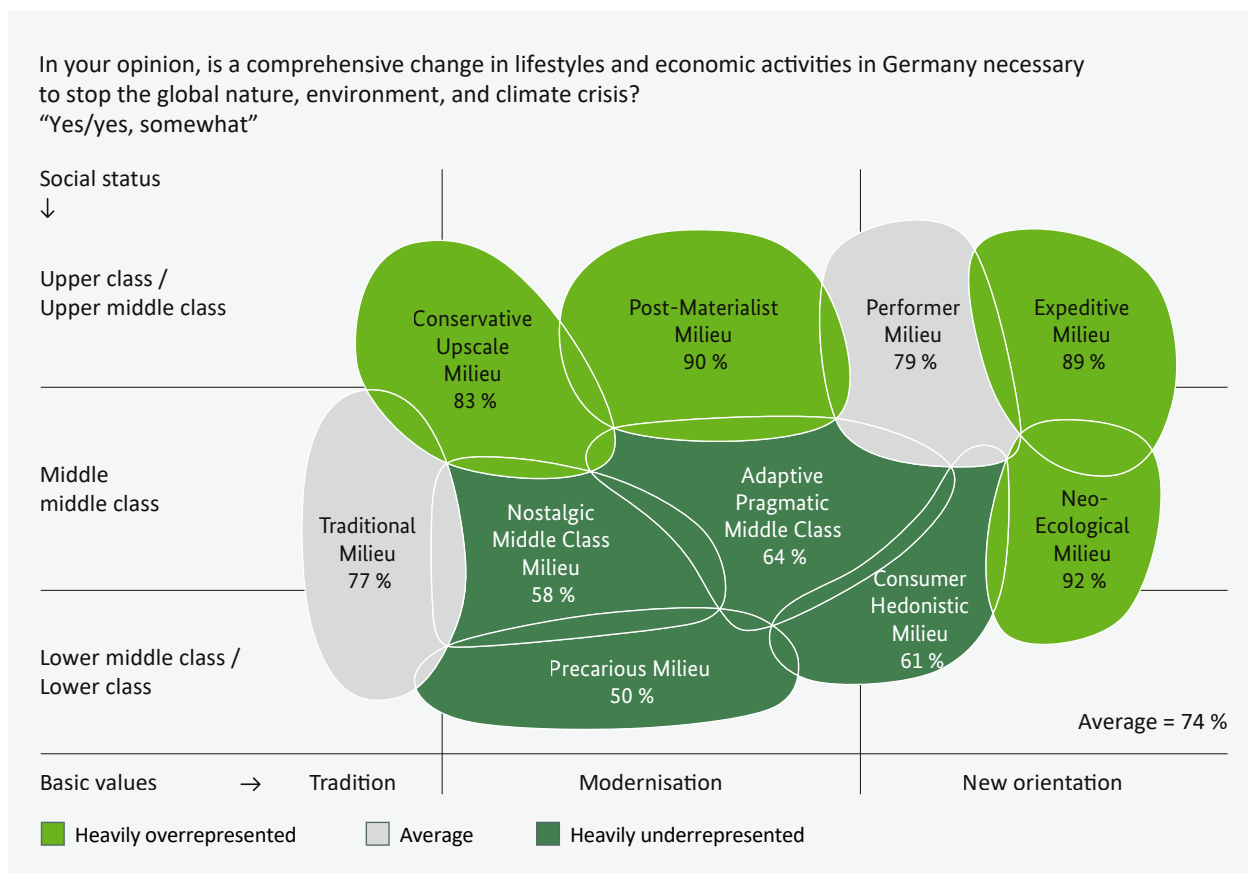 In your opinion, is a comprehensive change in lifestyles and economic activities in Germany necessary
to stop the global nature, environment, and climate crisis?
“Yes/yes, somewhat”
Social status
↓
Upper class /
Upper middle class
Conservative
Upscale
Milieu
83 %
Post-Materialist
Milieu
90 %
Performer
Milieu
79 %
Expeditive
Milieu
89 %
Middle
middle class
Traditional
Milieu
77 %
Nostalgic
Middle Class
Milieu
58 %
Adaptive
Pragmatic
Middle Class
64 %
Consumer
Hedonistic
Milieu
61 %
Neo-
Ecological
Milieu
92 %
Lower middle class /
Lower class
Precarious Milieu
50 %
Average = 74 %
Basic values → Tradition Modernisation New orientation
Heavily overrepresented Average Heavily underrepresented